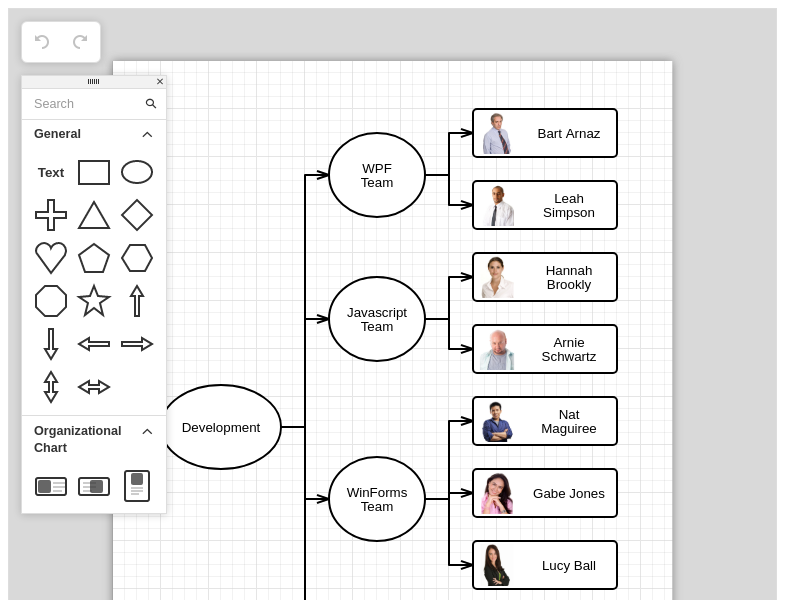 Search
General
Text
Organizational
Chart
Development
WPF
Team
Javascript
Team
WinForms
Team
Bart Arnaz
Leah
Simpson
Hannah
Brookly
Arnie
Schwartz
Nat
Maguiree
Gabe Jones
Lucy Ball